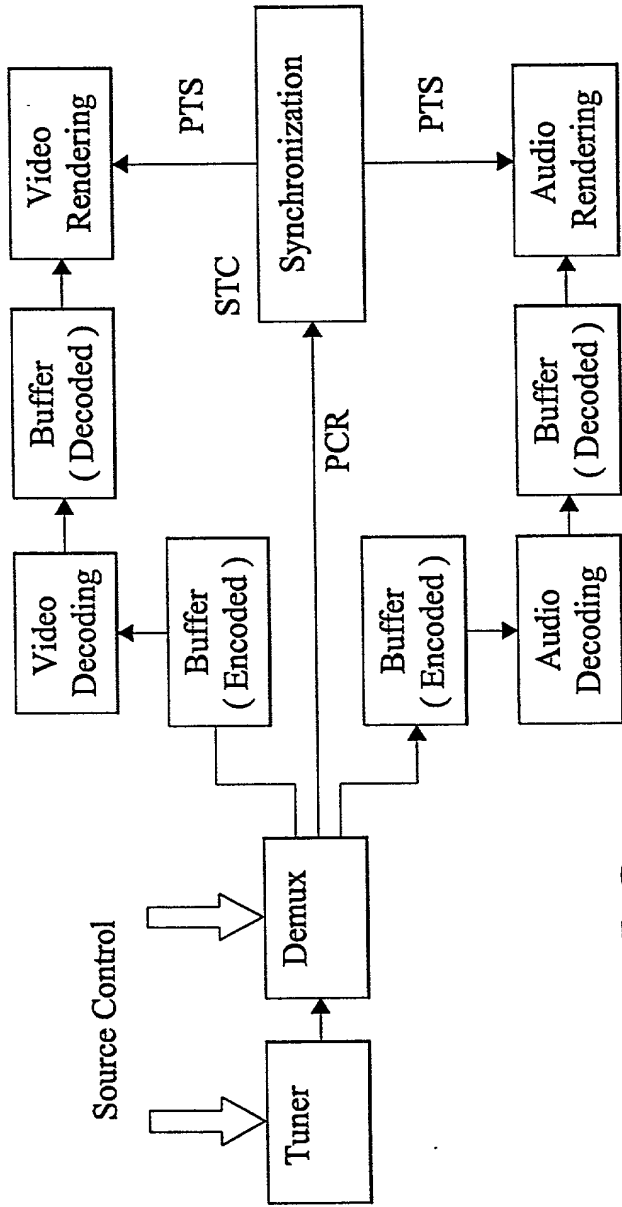 Source Control
Tuner
Demux
Buffer
( Encoded )
Video
Decoding
Buffer
( Decoded )
Video
Rendering
PTS
STC
Synchronization
PCR
PTS
Buffer
( Encoded )
Audio
Decoding
Buffer
( Decoded )
Audio
Rendering